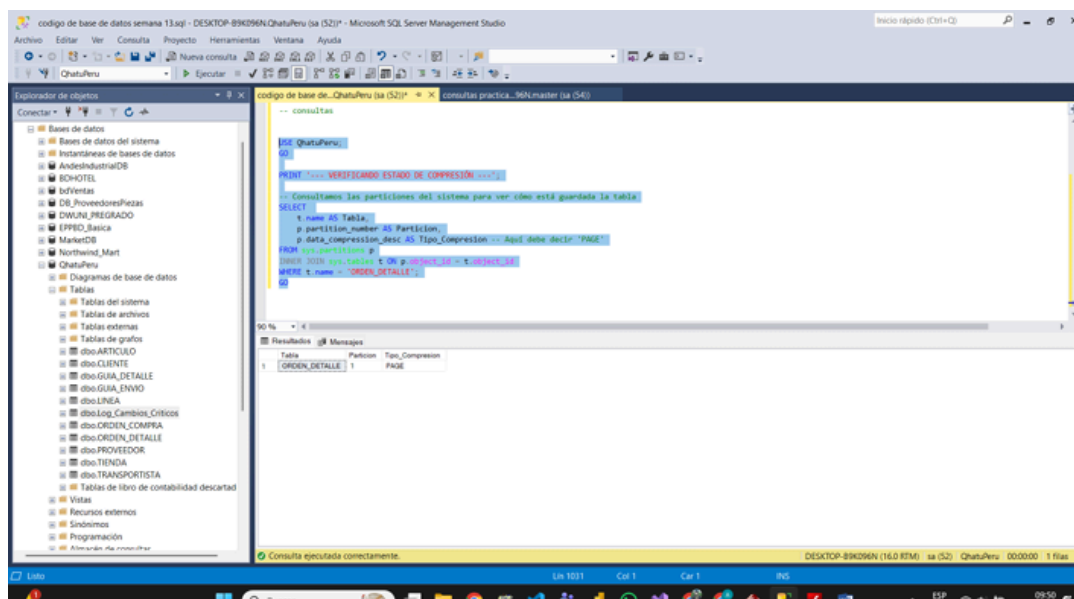 codigo de base de datos semana 13.sql - DESKTOP-B9K096N.QhatuPeru (sa (52))* - Microsoft SQL Server Management Studio
Inicio rápido (Ctrl+Q)
Archivo Editar Ver Consulta Proyecto Herramientas Ventana Ayuda
Nueva consulta
QhatuPeru
Ejecutar
Explorador de objetos
codigo de base de...QhatuPeru (sa (52))*
consultas practica...96N.master (sa (54))
Conectar
Bases de datos
Bases de datos del sistema
Instantáneas de bases de datos
AndesIndustrialDB
BDHOTEL
bdVentas
DB_ProveedoresPiezas
DWUNI_PREGRADO
EPPBD_Basica
MarketDB
Northwind_Mart
QhatuPeru
Diagramas de base de datos
Tablas
Tablas del sistema
Tablas de archivos
Tablas externas
Tablas de grafos
dbo.ARTICULO
dbo.CLIENTE
dbo.GUIA_DETALLE
dbo.GUIA_ENVIO
dbo.LINEA
dbo.Log_Cambios_Criticos
dbo.ORDEN_COMPRA
dbo.ORDEN_DETALLE
dbo.PROVEEDOR
dbo.TIENDA
dbo.TRANSPORTISTA
Tablas de libro de contabilidad descartad
Vistas
Recursos externos
Sinónimos
Programación
Almacén de consultas
-- consultas
USE QhatuPeru;
GO
PRINT '--- VERIFICANDO ESTADO DE COMPRESIÓN ---';
-- Consultamos las particiones del sistema para ver cómo está guardada la tabla
SELECT
t.name AS Tabla,
p.partition_number AS Particion,
p.data_compression_desc AS Tipo_Compresion -- Aquí debe decir 'PAGE'
FROM sys.partitions p
INNER JOIN sys.tables t ON p.object_id = t.object_id
WHERE t.name = 'ORDEN_DETALLE';
GO
90 %
Resultados Mensajes
Tabla Particion Tipo_Compresion
1 ORDEN_DETALLE 1 PAGE
Consulta ejecutada correctamente.
DESKTOP-B9K096N (16.0 RTM) sa (52) QhatuPeru 00:00:00 1 filas
Listo
Lín 1031 Col 1 Car 1 INS
ESP
09:50